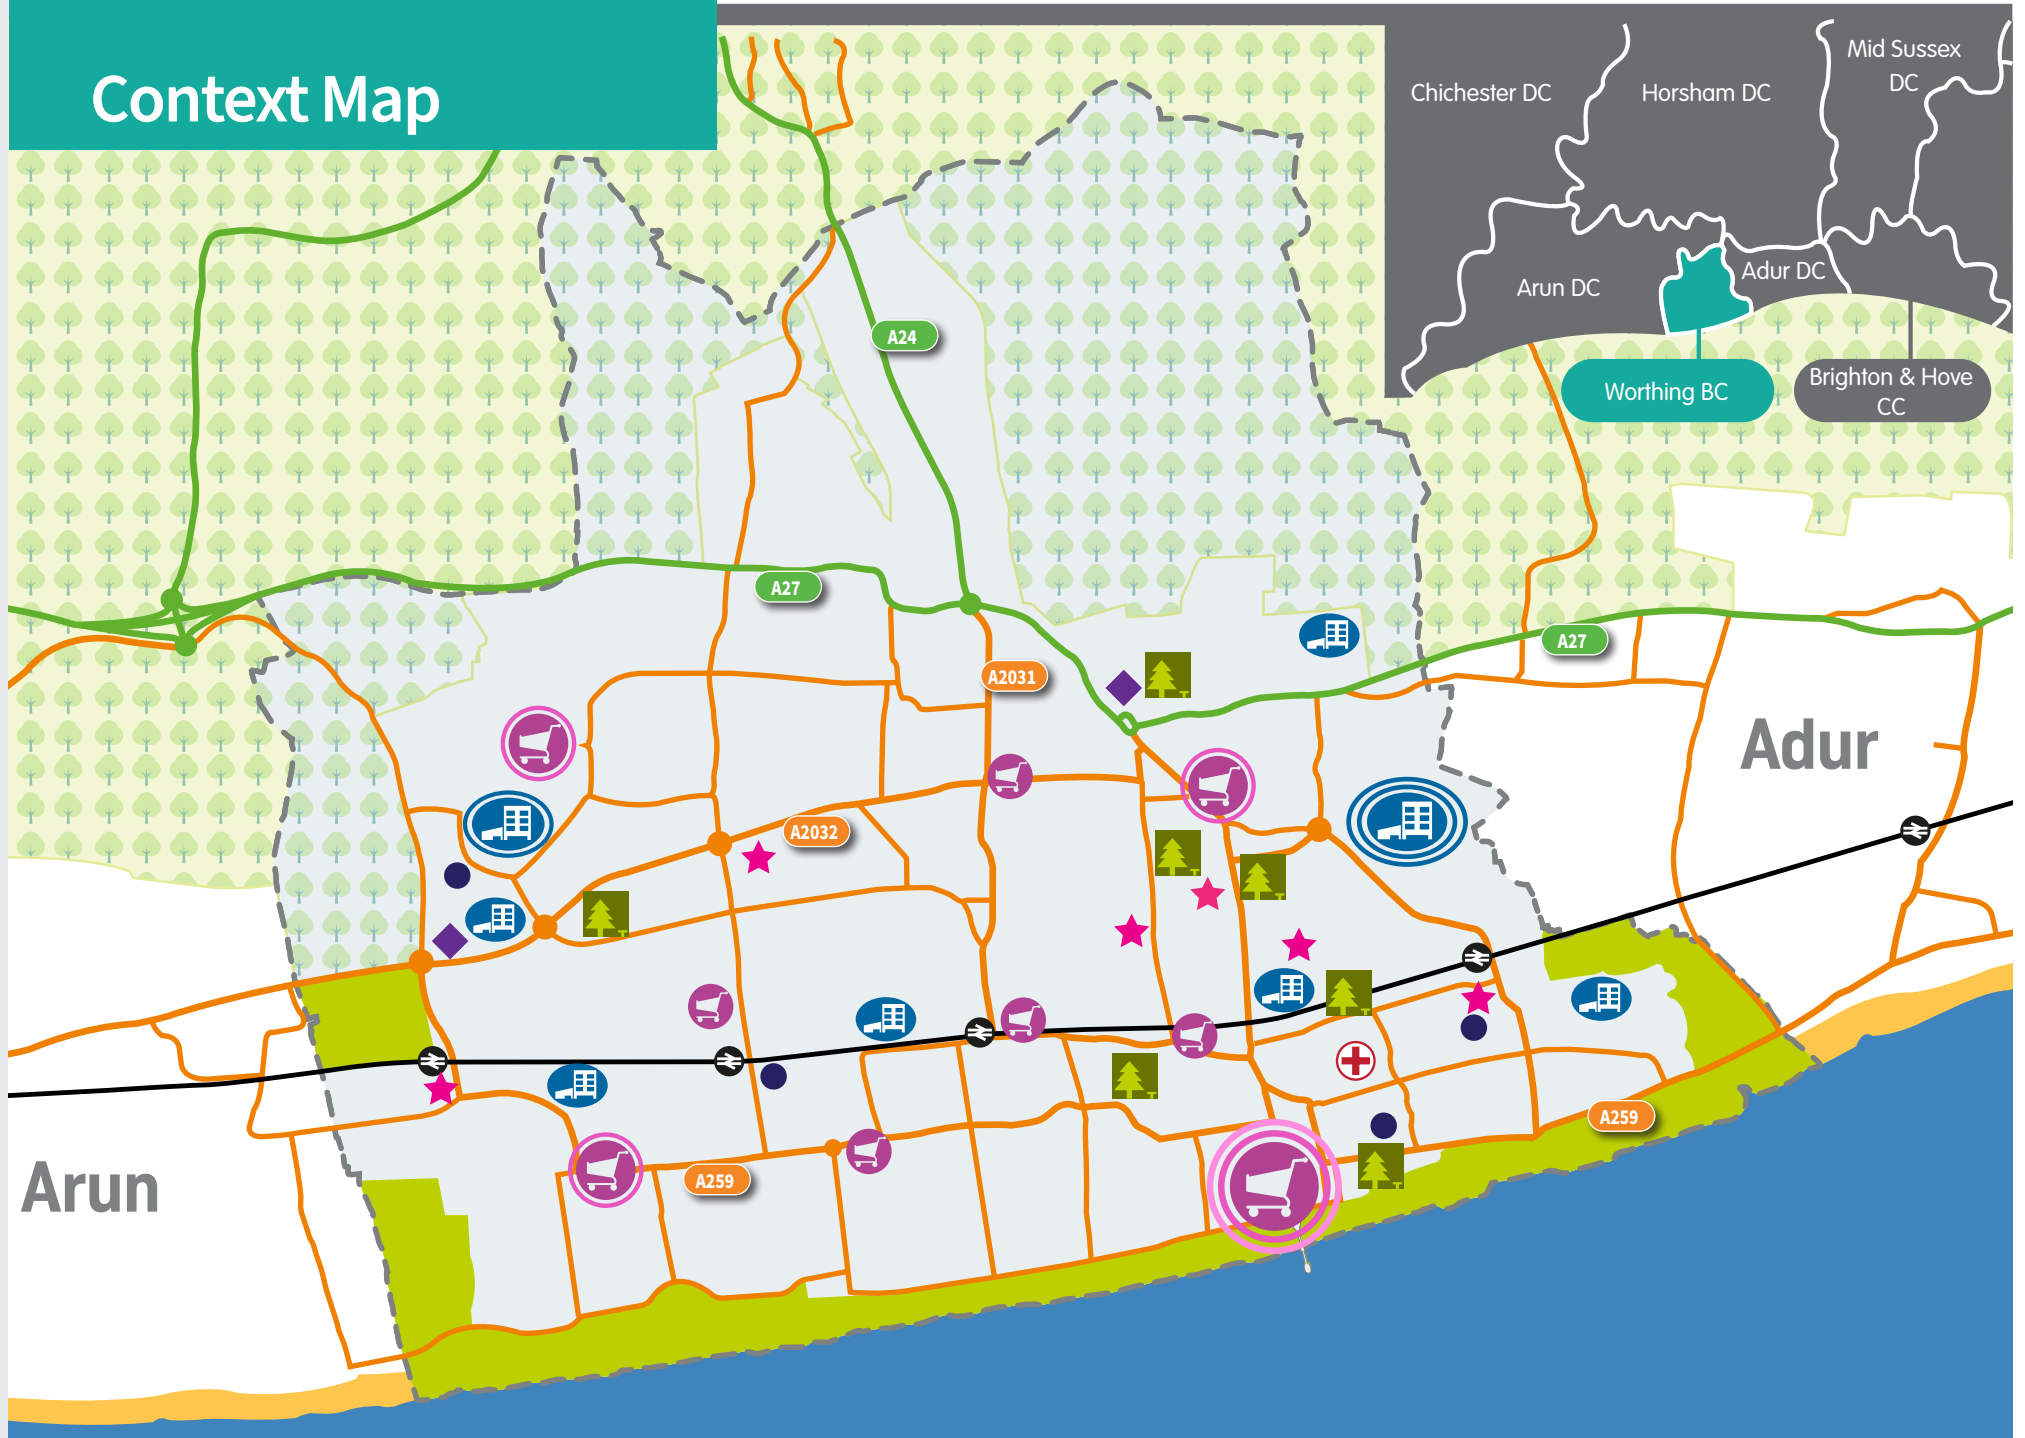 Context Map
Chichester DC
Horsham DC
Mid Sussex
DC
Arun DC
Adur DC
Worthing BC
Brighton & Hove
CC
A24
A27
A27
A2031
A2032
Adur
Arun
A259
A259